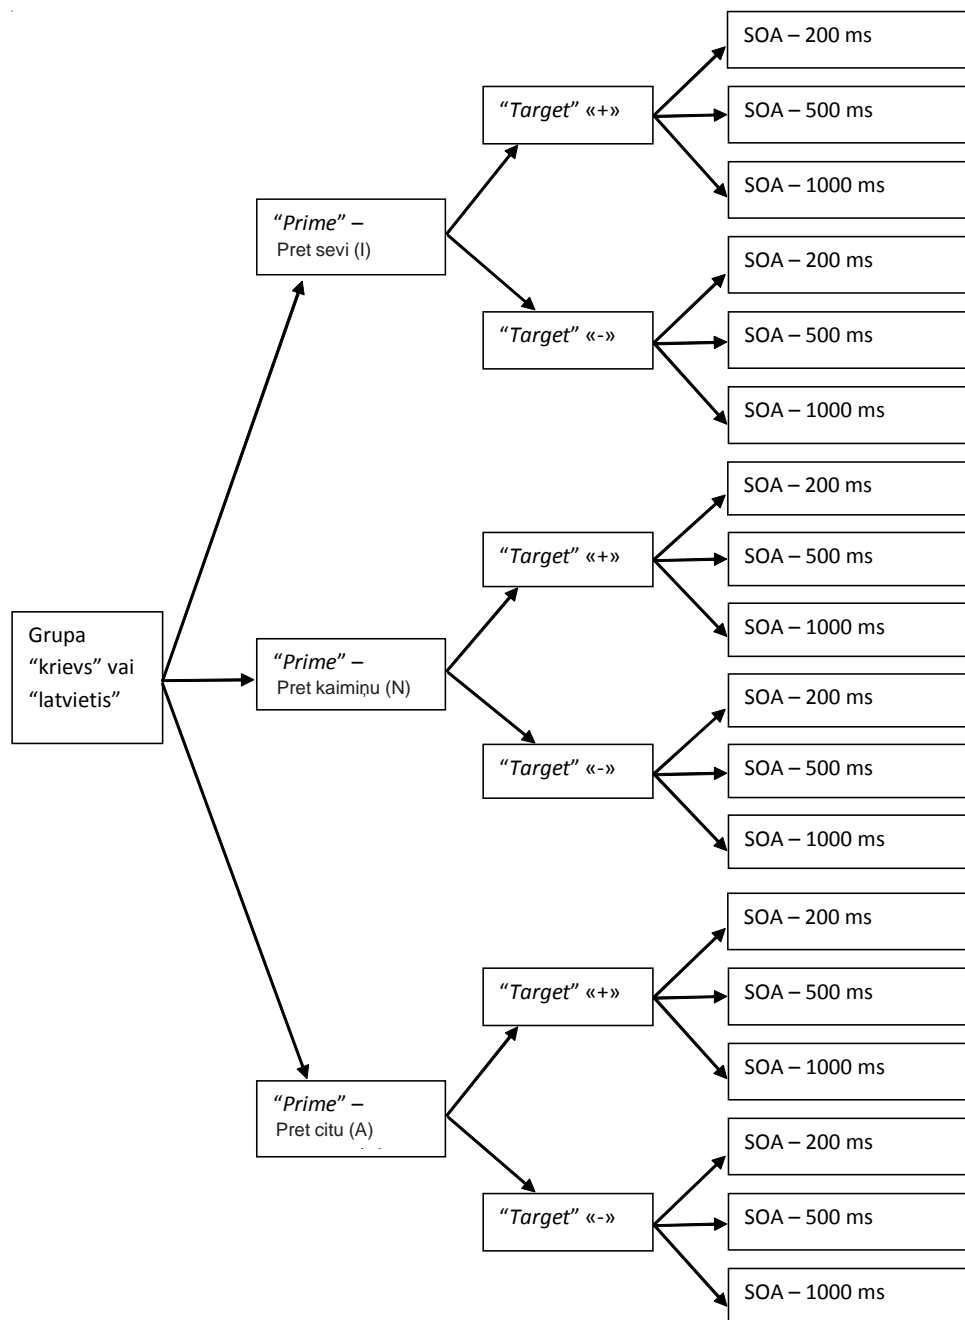 SOA – 200 ms
"Target" «+»
SOA – 500 ms
SOA – 1000 ms
"Prime" –
Pret sevi (I)
SOA – 200 ms
"Target" «-»
SOA – 500 ms
SOA – 1000 ms
SOA – 200 ms
"Target" «+»
SOA – 500 ms
SOA – 1000 ms
Grupa
"krievs" vai
"latvietis"
"Prime" –
Pret kaimiņu (N)
SOA – 200 ms
"Target" «-»
SOA – 500 ms
SOA – 1000 ms
SOA – 200 ms
"Target" «+»
SOA – 500 ms
SOA – 1000 ms
"Prime" –
Pret citu (A)
SOA – 200 ms
"Target" «-»
SOA – 500 ms
SOA – 1000 ms